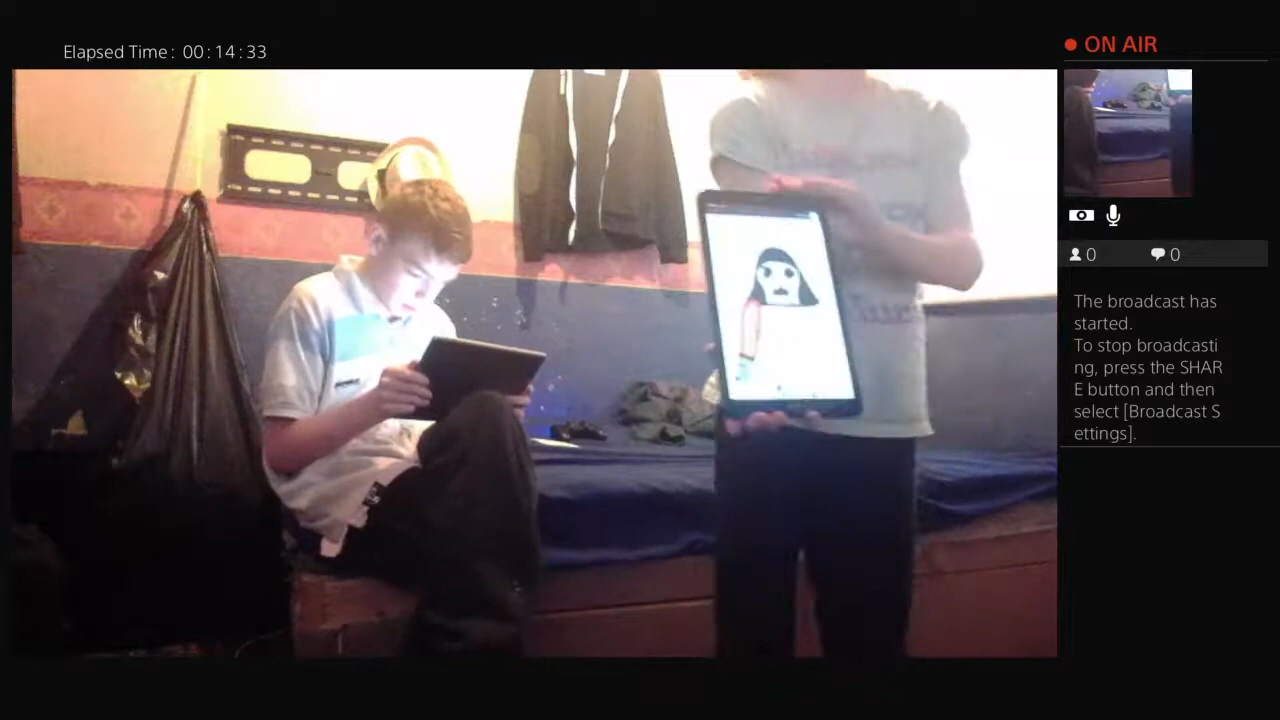 Elapsed Time: 00:14:33
ON AIR
0
0
The broadcast has
started.
To stop broadcasti
ng, press the SHAR
E button and then
select [Broadcast S
ettings].